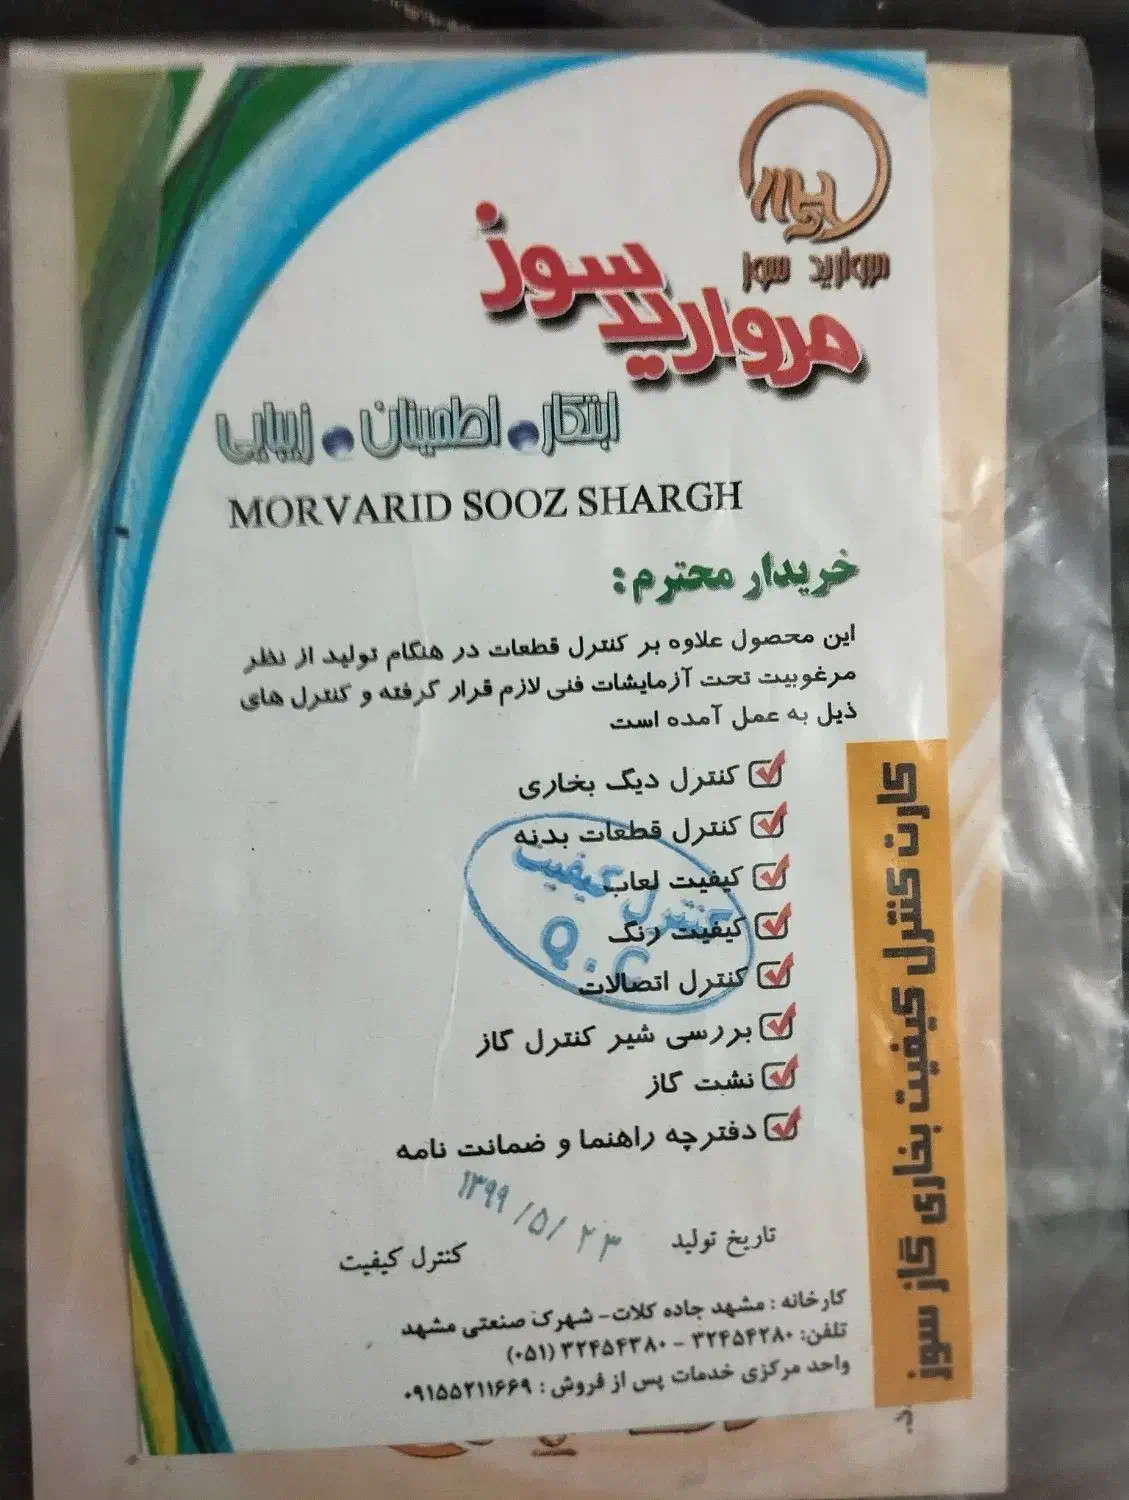 مروارید سوز
مروارید سوز
ابتکار . اطمینان . زیبایی
MORVARID SOOZ SHARGH
خریدار محترم:
این محصول علاوه بر کنترل قطعات در هنگام تولید از نظر
مرغوبیت تحت آزمایشات فنی لازم قرار گرفته و کنترل های
ذیل به عمل آمده است
کنترل دیگ بخاری
کنترل قطعات بدنه
کیفیت لعاب
کیفیت رنگ
کنترل اتصالات
بررسی شیر کنترل گاز
نشت گاز
دفترچه راهنما و ضمانت نامه
کنترل کیفیت
Q.C
تاریخ تولید ۱۳۹۹/۵/۲۳
کنترل کیفیت
کارخانه : مشهد جاده کلات- شهرک صنعتی مشهد
تلفن: ۳۲۴۵۴۲۸۰ - ۳۲۴۵۴۳۸۰ (۰۵۱)
واحد مرکزی خدمات پس از فروش : ۰۹۱۵۵۲۱۱۶۶۹
کارت کنترل کیفیت بخاری گاز سوز